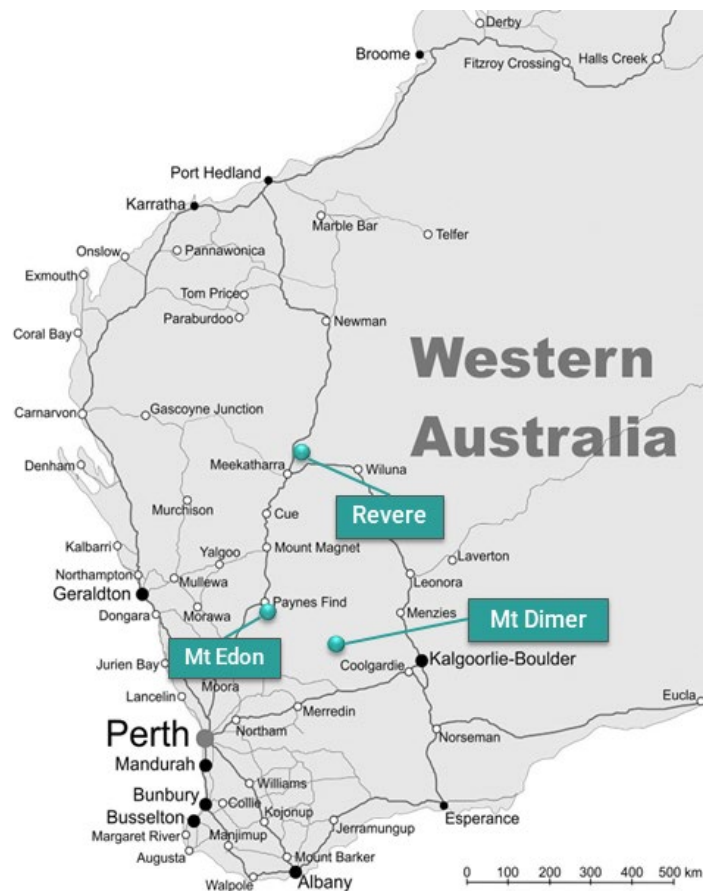 Derby
Broome
Fitzroy Crossing
Halls Creek
Port Hedland
Karratha
Marble Bar
Telfer
Onslow
Pannawonica
Exmouth
Tom Price
Paraburdoo
Newman
Coral Bay
Western
Australia
Carnarvon
Gascoyne Junction
Denham
Meekatharra
Wiluna
Revere
Murchison
Cue
Kalbarri
Yalgoo
Mount Magnet
Laverton
Northampton
Mullewa
Leonora
Geraldton
Paynes Find
Dongara
Morawa
Menzies
Mt Dimer
Mt Edon
Jurien Bay
Coolgardie
Kalgoorlie-Boulder
Moora
Lancelin
Merredin
Eucla
Perth
Northam
Norseman
Mandurah
Williams
Bunbury
Collie
Kojonup
Busselton
Margaret River
Manjimup
Jerramungup
Esperance
Augusta
Mount Barker
Walpole
Albany
0 100 200 300 400 500 km